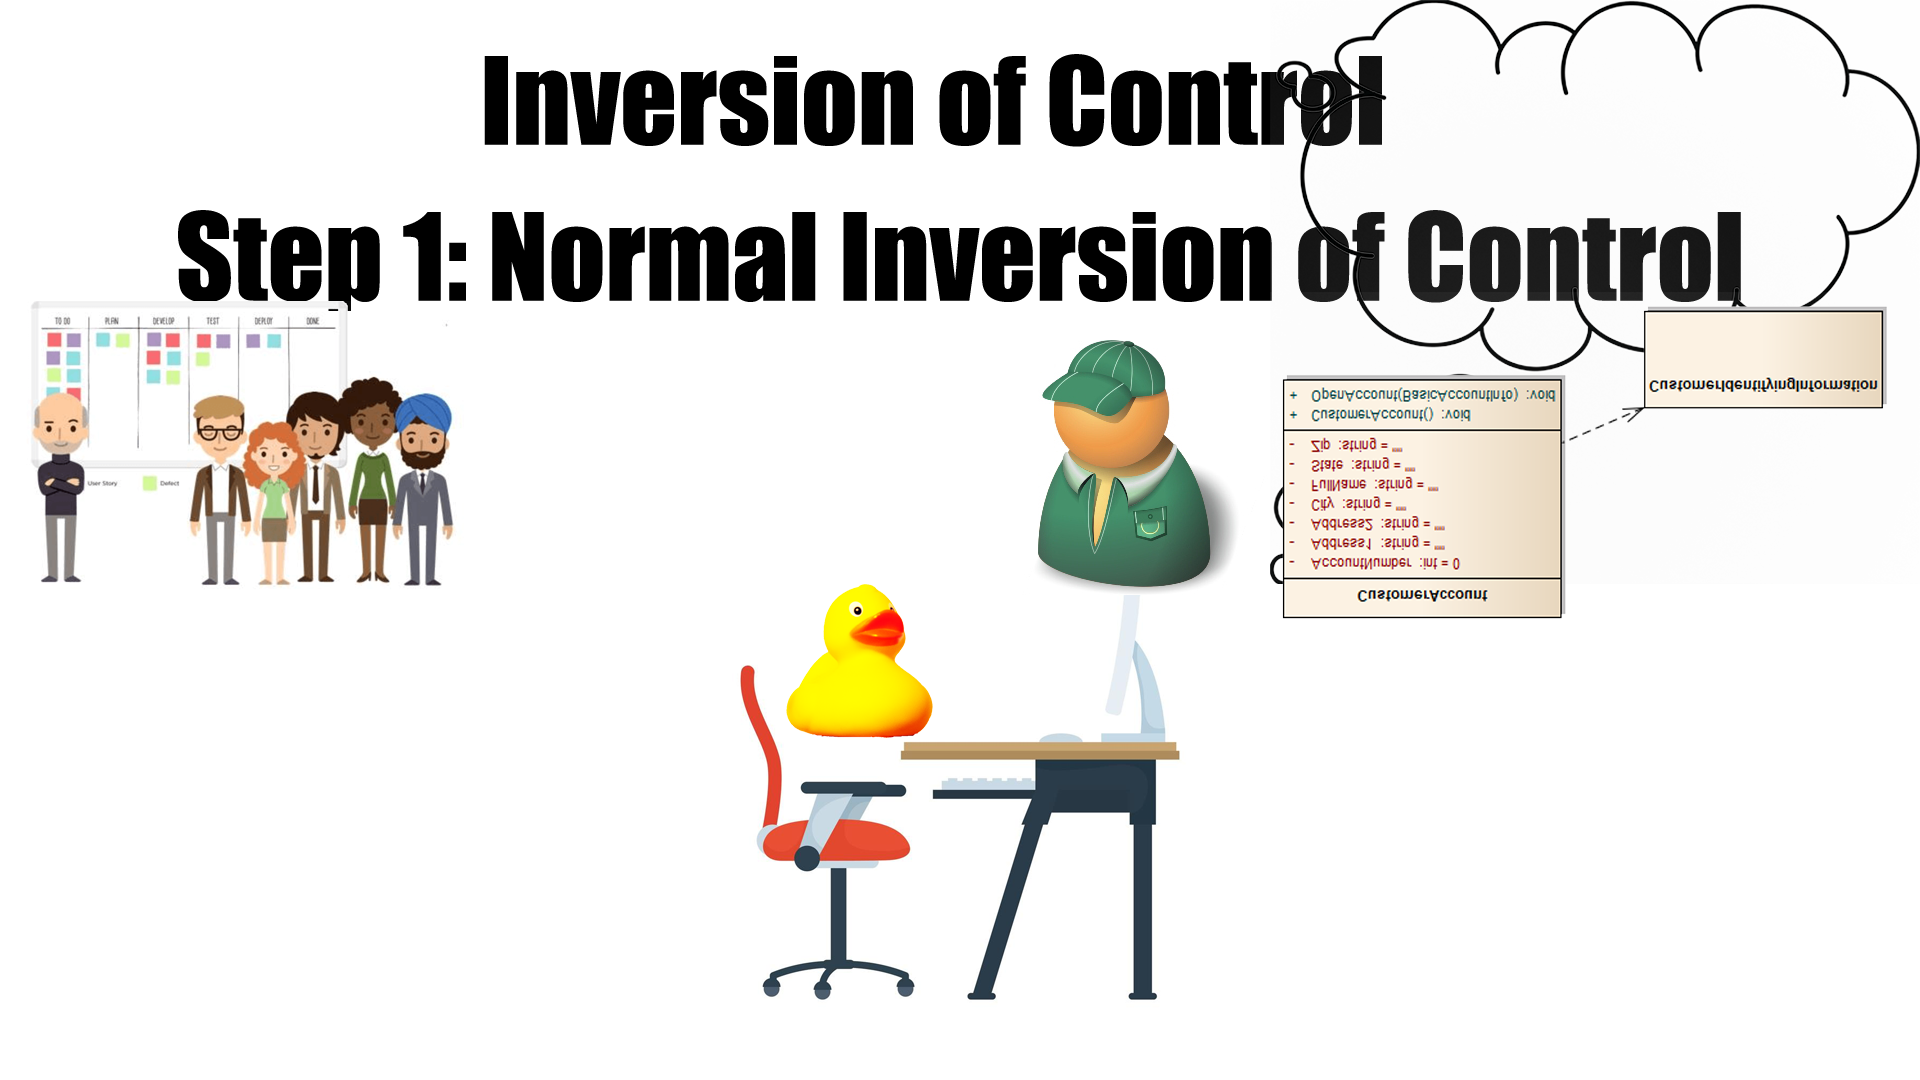 Inversion of Control
Step 1: Normal Inversion of Control
TO DO PLAN DEVELOP TEST DEPLOY DONE
User Story Defect
CustomerIdentifyingInformation
+ OpenAccount(BasicAccountInfo) :void
+ CustomerAccount() :void
- Zip :string = ""
- State :string = ""
- FullName :string = ""
- City :string = ""
- Address2 :string = ""
- Address1 :string = ""
- AccountNumber :int = 0
CustomerAccount